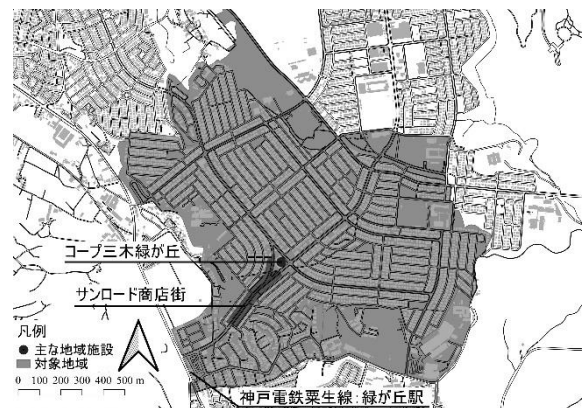 コープ三木緑が丘
サンロード商店街
凡例
主な地域施設
対象地域
0 100 200 300 400 500 m
神戸電鉄粟生線：緑が丘駅